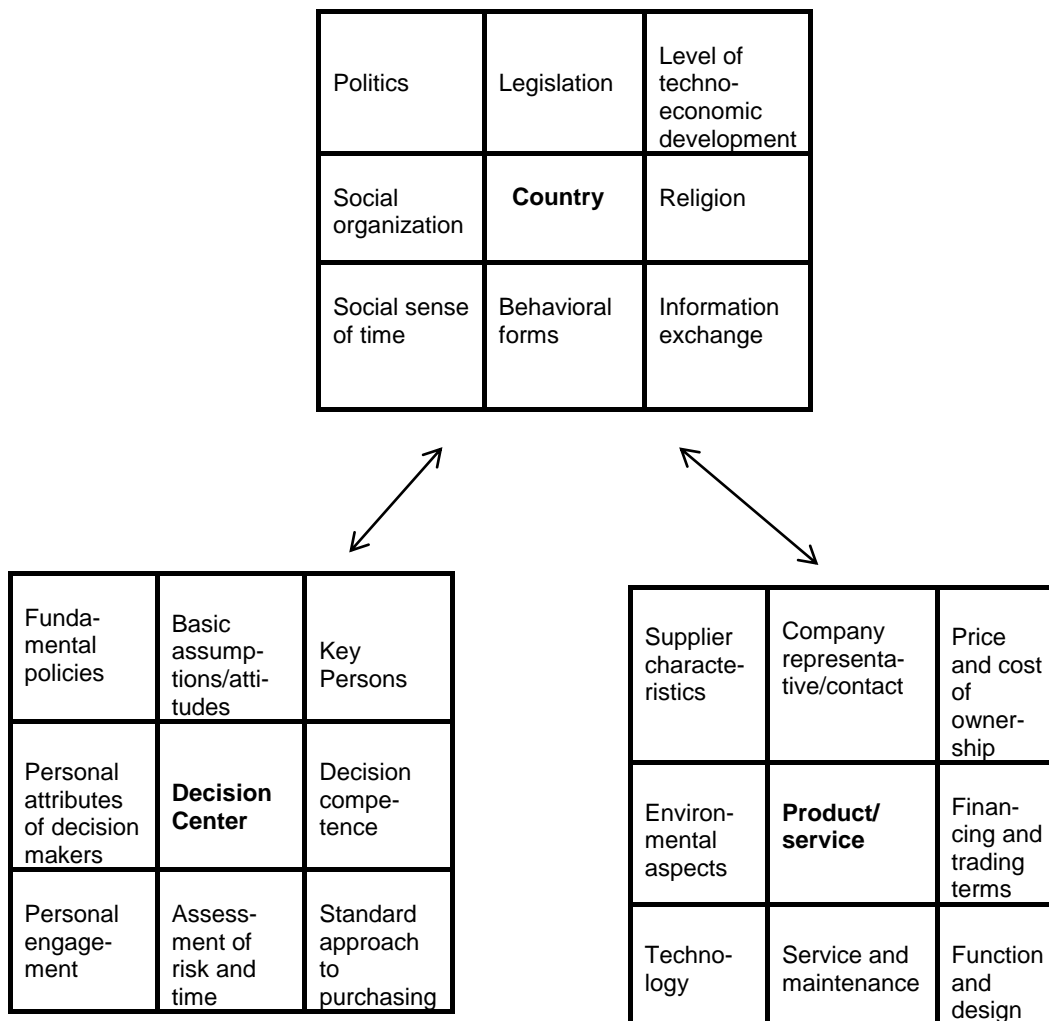 Politics
Legislation
Level of
techno-
economic
development
Social
organization
Country
Religion
Social sense
of time
Behavioral
forms
Information
exchange
Funda-
mental
policies
Basic
assump-
tions/atti-
tudes
Key
Persons
Personal
attributes
of decision
makers
Decision
Center
Decision
compe-
tence
Personal
engage-
ment
Assess-
ment of
risk and
time
Standard
approach
to
purchasing
Supplier
characte-
ristics
Company
representa-
tive/contact
Price
and cost
of
owner-
ship
Environ-
mental
aspects
Product/
service
Finan-
cing and
trading
terms
Techno-
logy
Service and
maintenance
Function
and
design